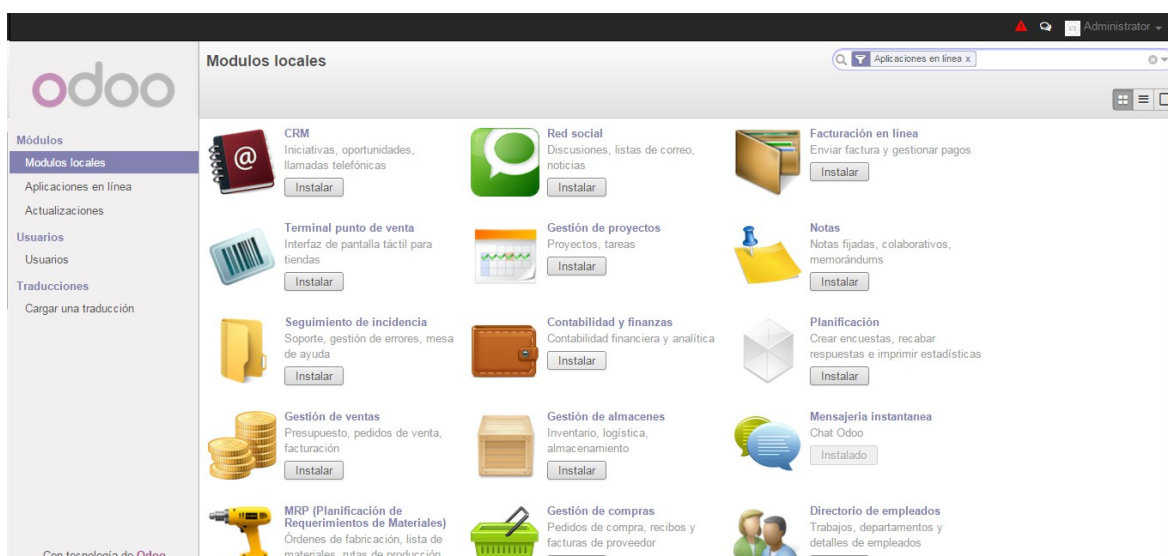 Administrator
odoo
Modulos locales
Aplicaciones en línea x
Módulos
Modulos locales
Aplicaciones en línea
Actualizaciones
Usuarios
Usuarios
Traducciones
Cargar una traducción
CRM
Iniciativas, oportunidades,
llamadas telefónicas
Instalar
Red social
Discusiones, listas de correo,
noticias
Instalar
Facturación en línea
Enviar factura y gestionar pagos
Instalar
Terminal punto de venta
Interfaz de pantalla táctil para
tiendas
Instalar
Gestión de proyectos
Proyectos, tareas
Instalar
Notas
Notas fijadas, colaborativos,
memorándums
Instalar
Seguimiento de incidencia
Soporte, gestión de errores, mesa
de ayuda
Instalar
Contabilidad y finanzas
Contabilidad financiera y analítica
Instalar
Planificación
Crear encuestas, recabar
respuestas e imprimir estadísticas
Instalar
Gestión de ventas
Presupuesto, pedidos de venta,
facturación
Instalar
Gestión de almacenes
Inventario, logística,
almacenamiento
Instalar
Mensajeria instantanea
Chat Odoo
Instalado
MRP (Planificación de
Requerimientos de Materiales)
Órdenes de fabricación, lista de
materiales, rutas de producción
Gestión de compras
Pedidos de compra, recibos y
facturas de proveedor
Directorio de empleados
Trabajos, departamentos y
detalles de empleados
Con tecnología de Odoo